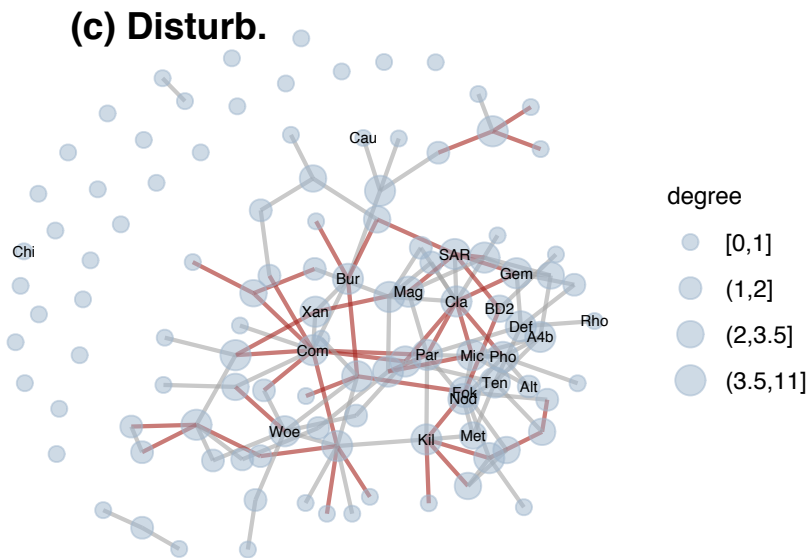 (c) Disturb.
Cau
Chi
SAR
Bur
Gem
Mag
Cla
Xan
BD2
Def
Rho
A4b
Com
Par
Mic
Pho
Ten
Alt
Fok
Nod
Woe
Kil
Met
degree
[0,1]
(1,2]
(2,3.5]
(3.5,11]